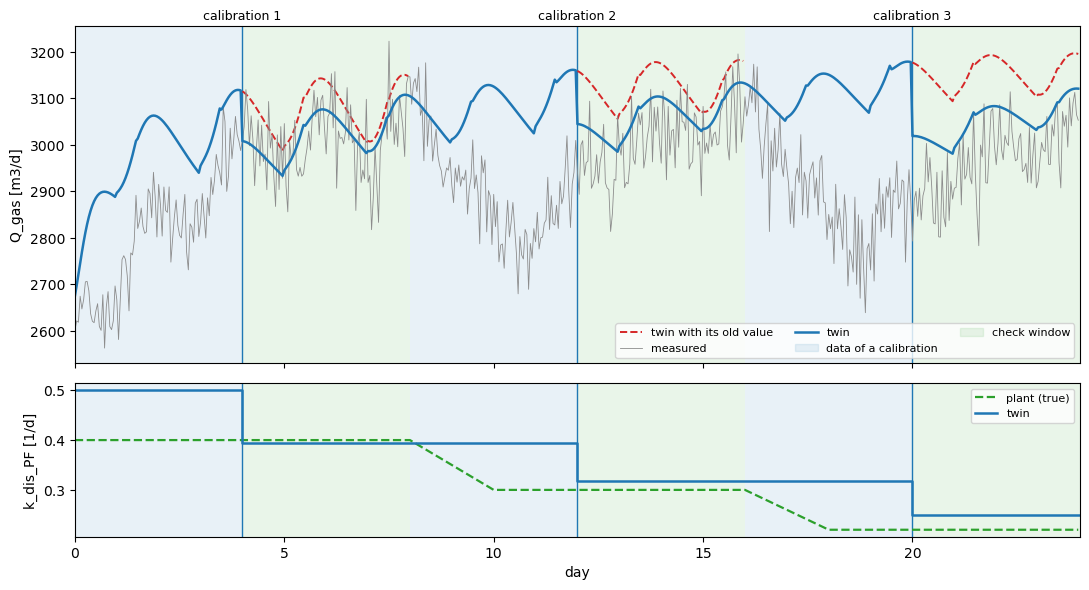 calibration 1 calibration 2 calibration 3
Q_gas [m3/d]
3200
3100
3000
2900
2800
2700
2600
twin with its old value
measured
twin
data of a calibration
check window
k_dis_PF [1/d]
0.5
0.4
0.3
plant (true)
twin
0 5 10 15 20
day